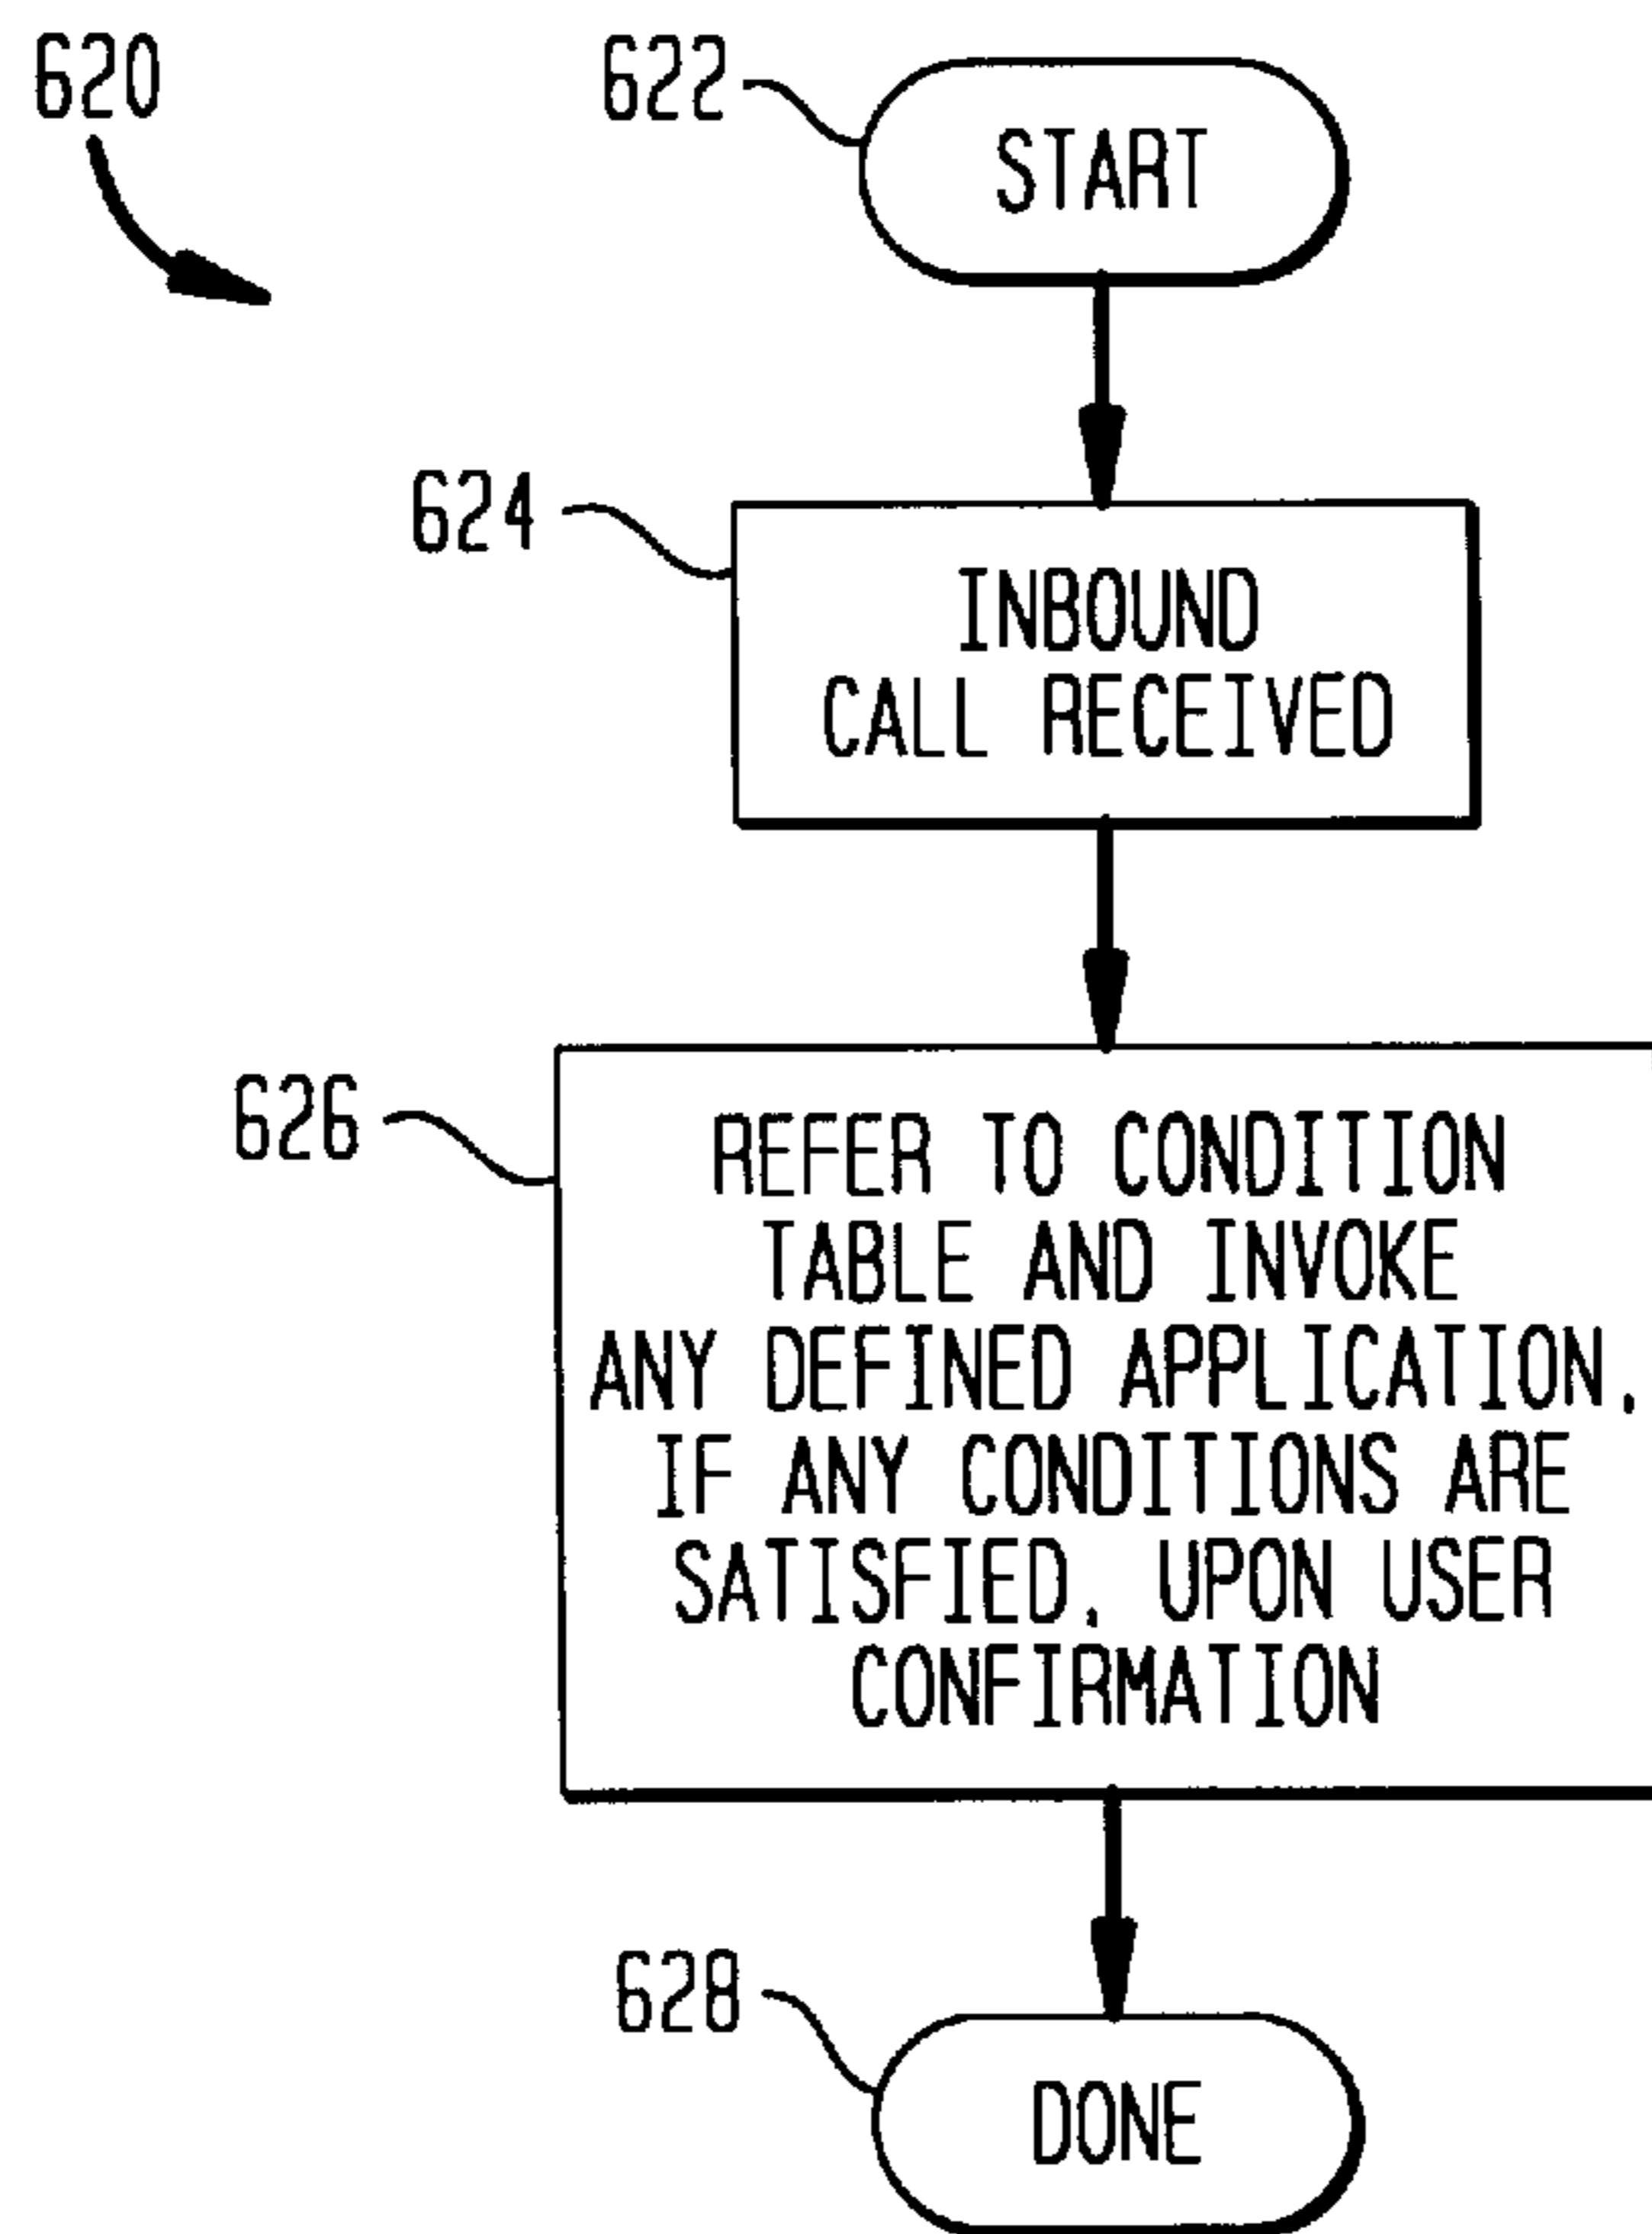 620
622
START
624
INBOUND
CALL RECEIVED
626
REFER TO CONDITION
TABLE AND INVOKE
ANY DEFINED APPLICATION,
IF ANY CONDITIONS ARE
SATISFIED, UPON USER
CONFIRMATION
628
DONE